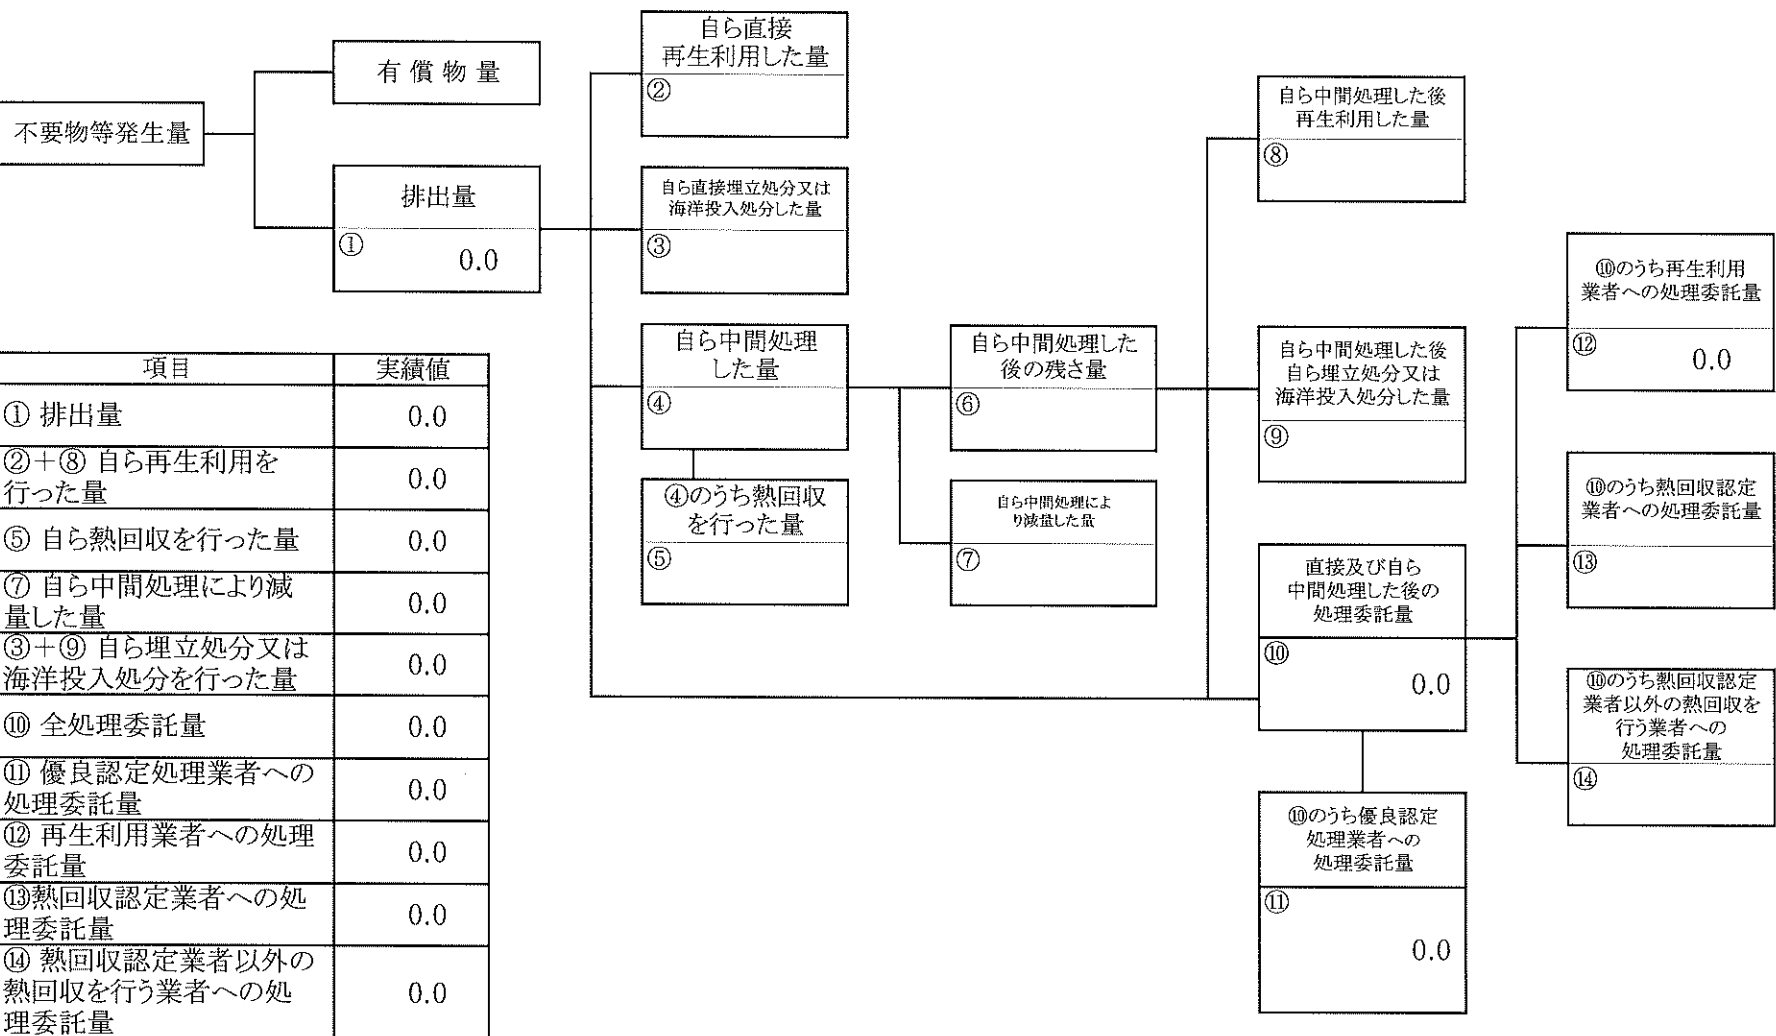 不要物等発生量
有償物量
排出量
①
0.0
自ら直接
再生利用した量
②
自ら直接埋立処分又は
海洋投入処分した量
③
自ら中間処理
した量
④
④のうち熱回収
を行った量
⑤
自ら中間処理した
後の残さ量
⑥
自ら中間処理によ
り減量した量
⑦
自ら中間処理した後
再生利用した量
⑧
自ら中間処理した後
自ら埋立処分又は
海洋投入処分した量
⑨
直接及び自ら
中間処理した後の
処理委託量
⑩
0.0
⑩のうち優良認定
処理業者への
処理委託量
⑪
0.0
⑩のうち再生利用
業者への処理委託量
⑫
0.0
⑩のうち熱回収認定
業者への処理委託量
⑬
⑩のうち熱回収認定
業者以外の熱回収を
行う業者への
処理委託量
⑭
項目 実績値
① 排出量 0.0
②+⑧ 自ら再生利用を
行った量 0.0
⑤ 自ら熱回収を行った量 0.0
⑦ 自ら中間処理により減
量した量 0.0
③+⑨ 自ら埋立処分又は
海洋投入処分を行った量 0.0
⑩ 全処理委託量 0.0
⑪ 優良認定処理業者への
処理委託量 0.0
⑫ 再生利用業者への処理
委託量 0.0
⑬熱回収認定業者への処
理委託量 0.0
⑭ 熱回収認定業者以外の
熱回収を行う業者への処
理委託量 0.0